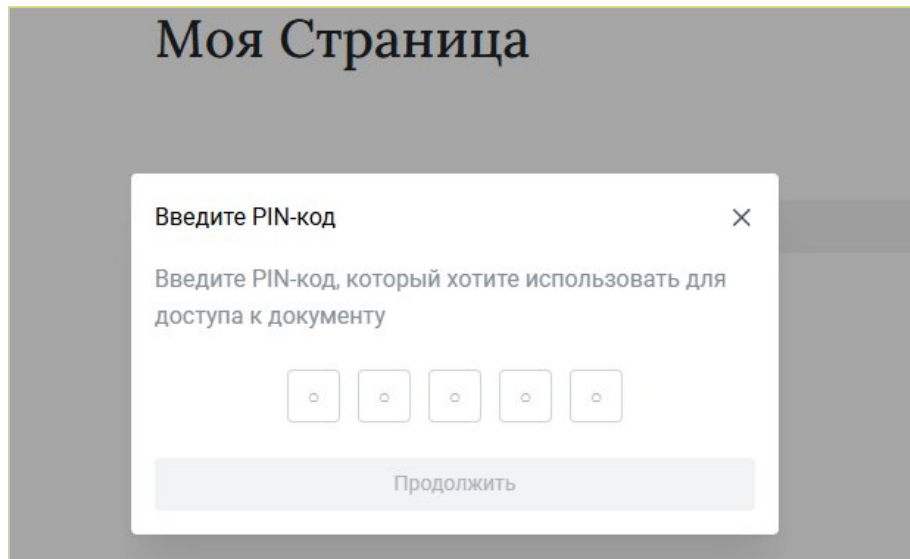 Моя Страница
Введите PIN-код
Введите PIN-код, который хотите использовать для
доступа к документу
Продолжить